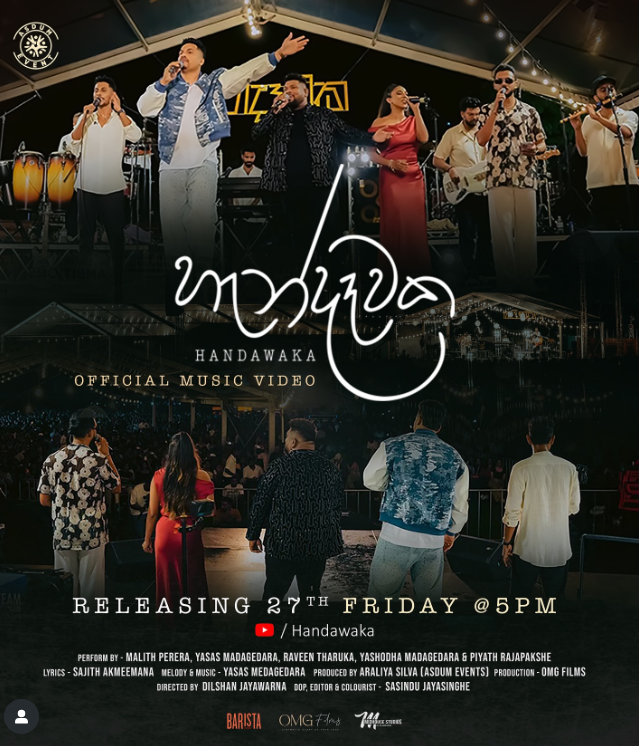 ASDUM EVENT
හැන්දෑවක
HANDAWAKA
OFFICIAL MUSIC VIDEO
RELEASING 27TH FRIDAY @5PM
/ Handawaka
PERFORM BY - MALITH PERERA, YASAS MADAGEDARA, RAVEEN THARUKA, YASHODHA MADAGEDARA & PIYATH RAJAPAKSHE
LYRICS - SAJITH AKMEEMANA MELODY & MUSIC - YASAS MEDAGEDARA PRODUCED BY ARALIYA SILVA (ASDUM EVENTS) PRODUCTION - OMG FILMS
DIRECTED BY DILSHAN JAYAWARNA DOP, EDITOR & COLOURIST - SASINDU JAYASINGHE
BARISTA OMG Films